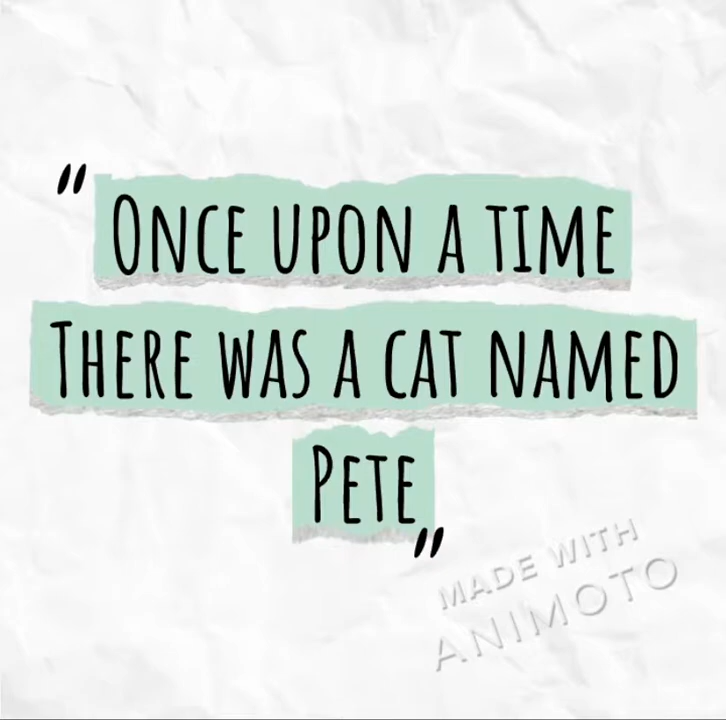 "Once upon a time
There was a cat named
Pete"
MADE WITH
ANIMOTO